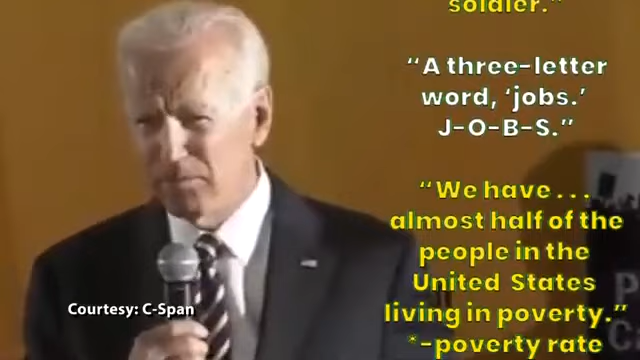 soldier.”
“A three-letter
word, ‘jobs.’
J-O-B-S.”
“We have . . .
almost half of the
people in the
United States
living in poverty.”
*-poverty rate
Courtesy: C-Span